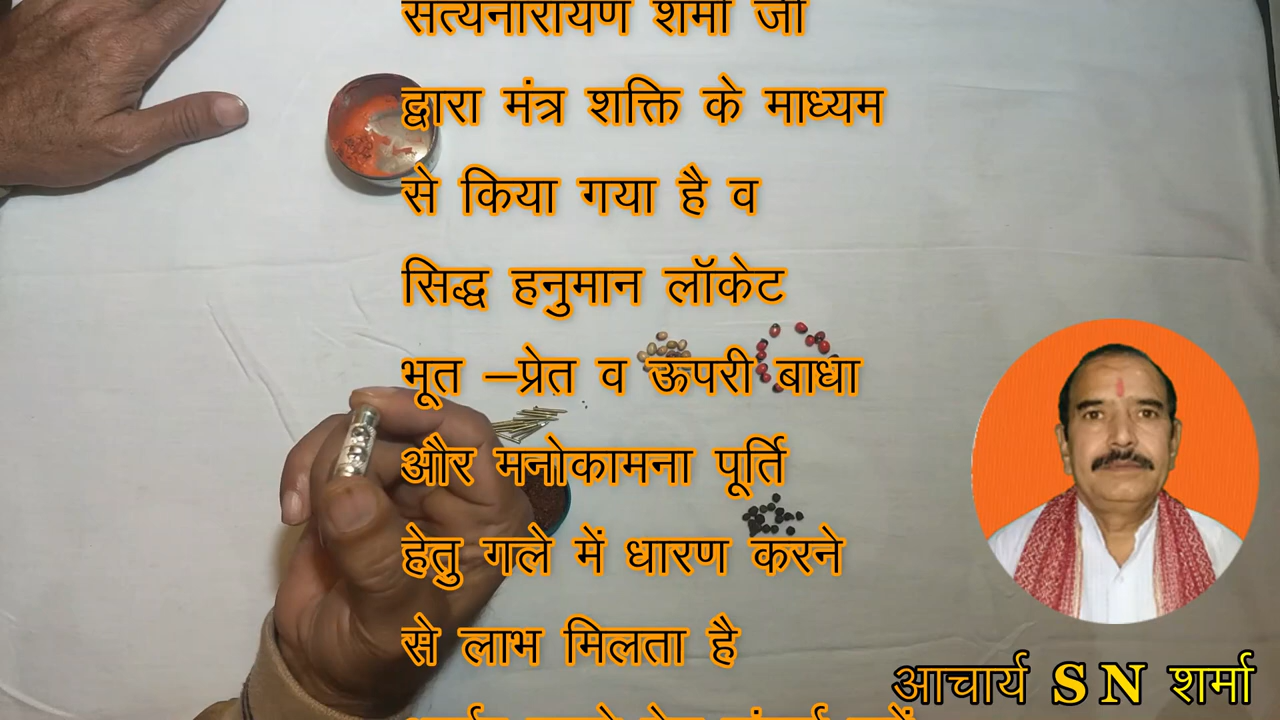 सत्यनारायण शर्मा जी
द्वारा मंत्र शक्ति के माध्यम
से किया गया है व
सिद्ध हनुमान लॉकेट
भूत –प्रेत व ऊपरी बाधा
और मनोकामना पूर्ति
हेतु गले में धारण करने
से लाभ मिलता है
आचार्य S N शर्मा